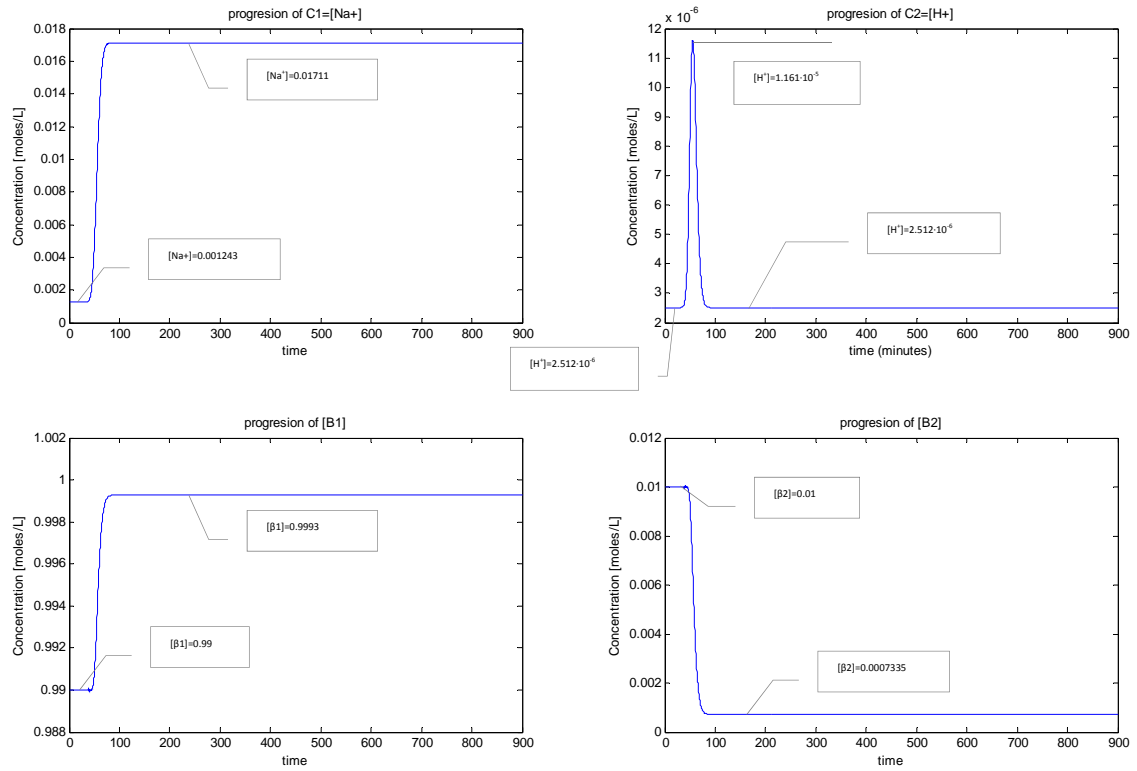 progresion of C1=[Na+]
0.018
0.016
0.014
0.012
0.01
0.008
0.006
0.004
0.002
0
Concentration [moles/L]
[Na⁺]=0.01711
[Na+]=0.001243
0 100 200 300 400 500 600 700 800 900
time
progresion of C2=[H+]
x 10⁻⁶
12
11
10
9
8
7
6
5
4
3
2
Concentration [moles/L]
[H⁺]=1.161·10⁻⁵
[H⁺]=2.512·10⁻⁶
0 100 200 300 400 500 600 700 800 900
time (minutes)
[H⁺]=2.512·10⁻⁶
progresion of [B1]
1.002
1
0.998
0.996
0.994
0.992
0.99
0.988
Concentration [moles/L]
[β1]=0.9993
[β1]=0.99
0 100 200 300 400 500 600 700 800 900
time
progresion of [B2]
0.012
0.01
0.008
0.006
0.004
0.002
0
Concentration [moles/L]
[β2]=0.01
[β2]=0.0007335
0 100 200 300 400 500 600 700 800 900
time